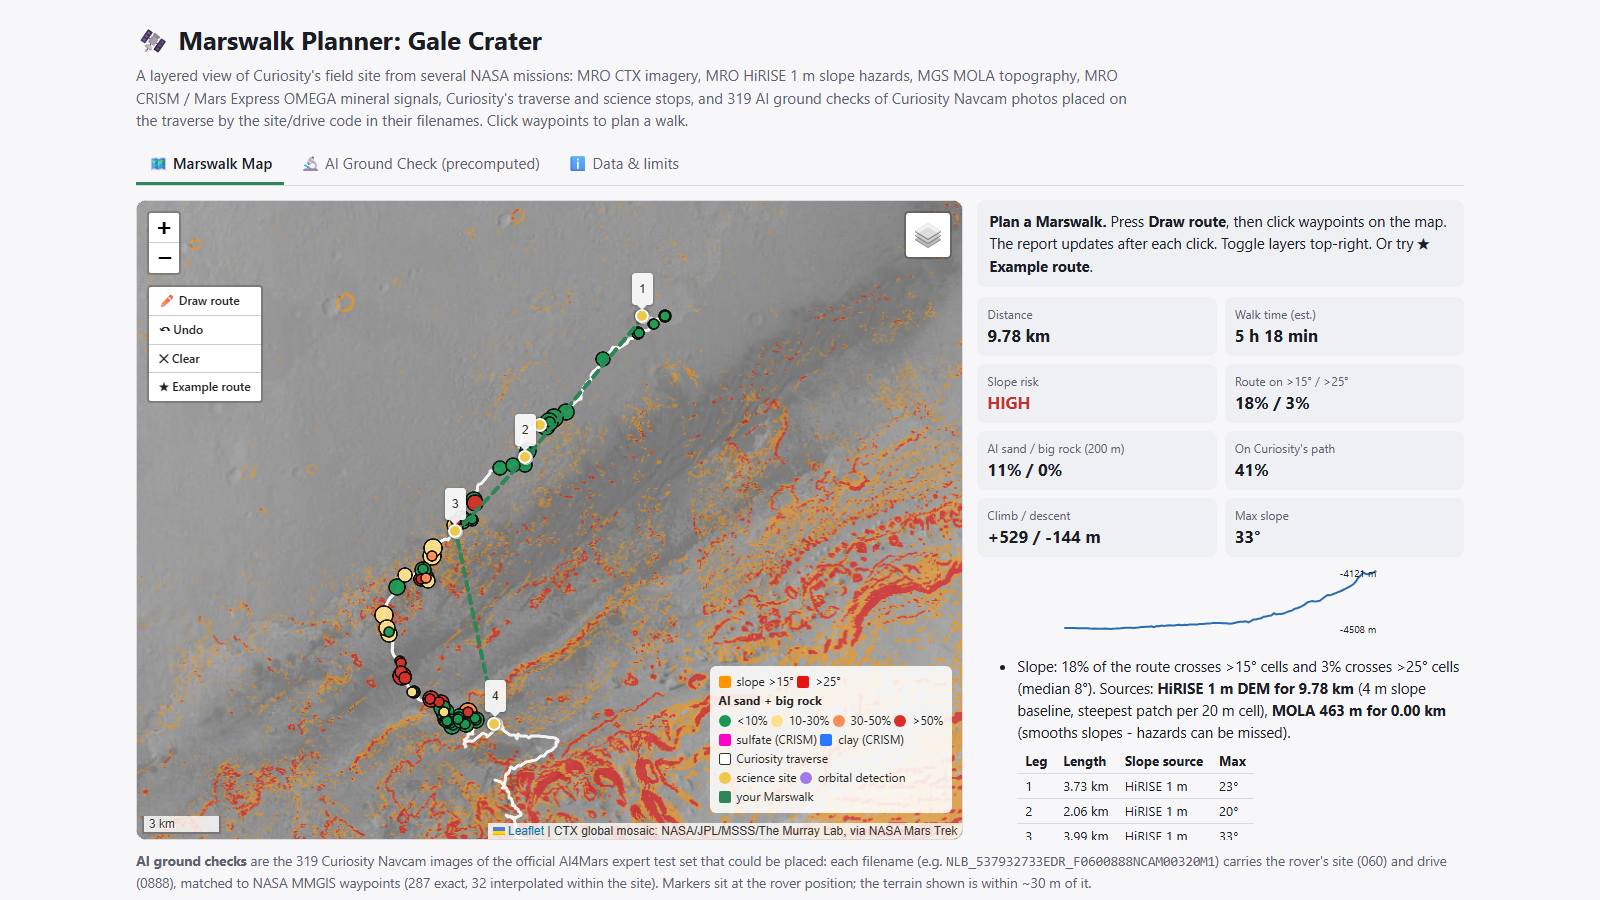 Marswalk Planner: Gale Crater
A layered view of Curiosity's field site from several NASA missions: MRO CTX imagery, MRO HiRISE 1 m slope hazards, MGS MOLA topography, MRO
CRISM / Mars Express OMEGA mineral signals, Curiosity's traverse and science stops, and 319 AI ground checks of Curiosity Navcam photos placed on
the traverse by the site/drive code in their filenames. Click waypoints to plan a walk.
Marswalk Map
AI Ground Check (precomputed)
Data & limits
+
−
Draw route
Undo
Clear
★ Example route
1
2
3
4
slope >15° >25°
AI sand + big rock
<10% 10-30% 30-50% >50%
sulfate (CRISM) clay (CRISM)
Curiosity traverse
science site orbital detection
your Marswalk
3 km
Leaflet | CTX global mosaic: NASA/JPL/MSSS/The Murray Lab, via NASA Mars Trek
Plan a Marswalk. Press Draw route, then click waypoints on the map.
The report updates after each click. Toggle layers top-right. Or try ★
Example route.
Distance
9.78 km
Walk time (est.)
5 h 18 min
Slope risk
HIGH
Route on >15° / >25°
18% / 3%
AI sand / big rock (200 m)
11% / 0%
On Curiosity's path
41%
Climb / descent
+529 / -144 m
Max slope
33°
-4121 m
-4508 m
• Slope: 18% of the route crosses >15° cells and 3% crosses >25° cells
(median 8°). Sources: HiRISE 1 m DEM for 9.78 km (4 m slope
baseline, steepest patch per 20 m cell), MOLA 463 m for 0.00 km
(smooths slopes - hazards can be missed).
Leg Length Slope source Max
1 3.73 km HiRISE 1 m 23°
2 2.06 km HiRISE 1 m 20°
3 3.99 km HiRISE 1 m 33°
AI ground checks are the 319 Curiosity Navcam images of the official AI4Mars expert test set that could be placed: each filename (e.g. NLB_537932733EDR_F0600888NCAM00320M1) carries the rover's site (060) and drive
(0888), matched to NASA MMGIS waypoints (287 exact, 32 interpolated within the site). Markers sit at the rover position; the terrain shown is within ~30 m of it.